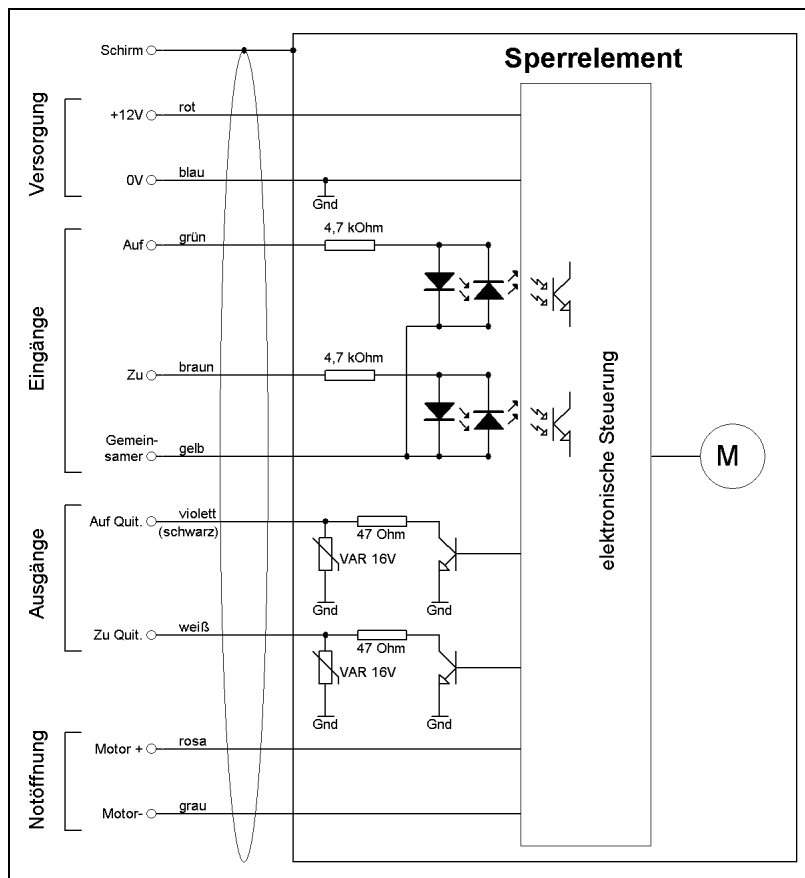 Sperrelement
Schirm
Versorgung
+12V
rot
0V
blau
Gnd
Eingänge
Auf
grün
4,7 kOhm
Zu
braun
4,7 kOhm
Gemein-
samer
gelb
elektronische Steuerung
M
Ausgänge
Auf Quit.
violett
(schwarz)
47 Ohm
VAR 16V
Gnd
Gnd
Zu Quit.
weiß
47 Ohm
VAR 16V
Gnd
Gnd
Notöffnung
Motor +
rosa
Motor-
grau